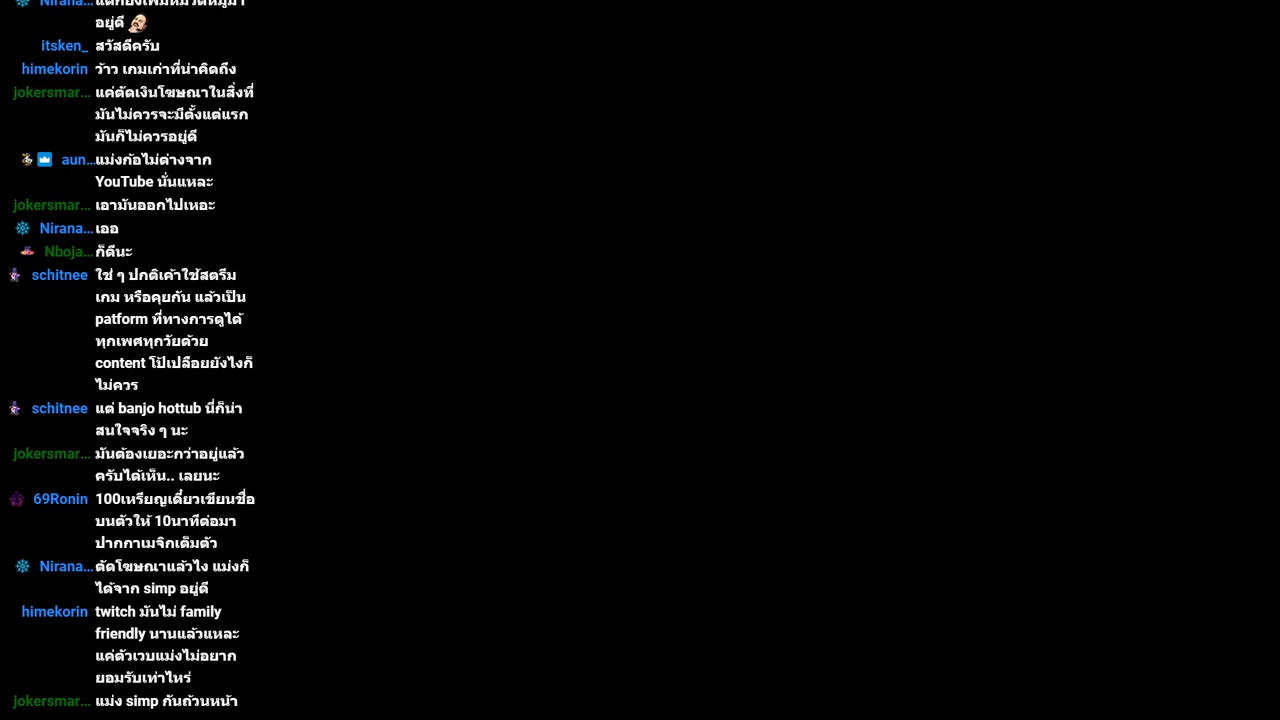 Nirana… แต่ก็ยังเพิ่มหมวดหมู่มา
อยู่ดี
itsken_ สวัสดีครับ
himekorin ว้าว เกมเก่าที่น่าคิดถึง
jokersmar… แค่ตัดเงินโฆษณาในสิ่งที่
มันไม่ควรจะมีตั้งแต่แรก
มันก็ไม่ควรอยู่ดี
aun… แม่งก้อไม่ต่างจาก
YouTube นั่นแหละ
jokersmar… เอามันออกไปเหอะ
Nirana… เออ
Nboja… ก็ดีนะ
schitnee ใช่ ๆ ปกติเค้าใช้สตรีม
เกม หรือคุยกัน แล้วเป็น
patform ที่ทางการดูได้
ทุกเพศทุกวัยด้วย
content โป้เปลือยยังไงก็
ไม่ควร
schitnee แต่ banjo hottub นี่ก็น่า
สนใจจริง ๆ นะ
jokersmar… มันต้องเยอะกว่าอยู่แล้ว
ครับได้เห็น.. เลยนะ
69Ronin 100เหรียญเดี๋ยวเขียนชื่อ
บนตัวให้ 10นาทีต่อมา
ปากกาเมจิกเต็มตัว
Nirana… ตัดโฆษณาแล้วไง แม่งก็
ได้จาก simp อยู่ดี
himekorin twitch มันไม่ family
friendly นานแล้วแหละ
แค่ตัวเวบแม่งไม่อยาก
ยอมรับเท่าไหร่
jokersmar… แม่ง simp กันถ้วนหน้า